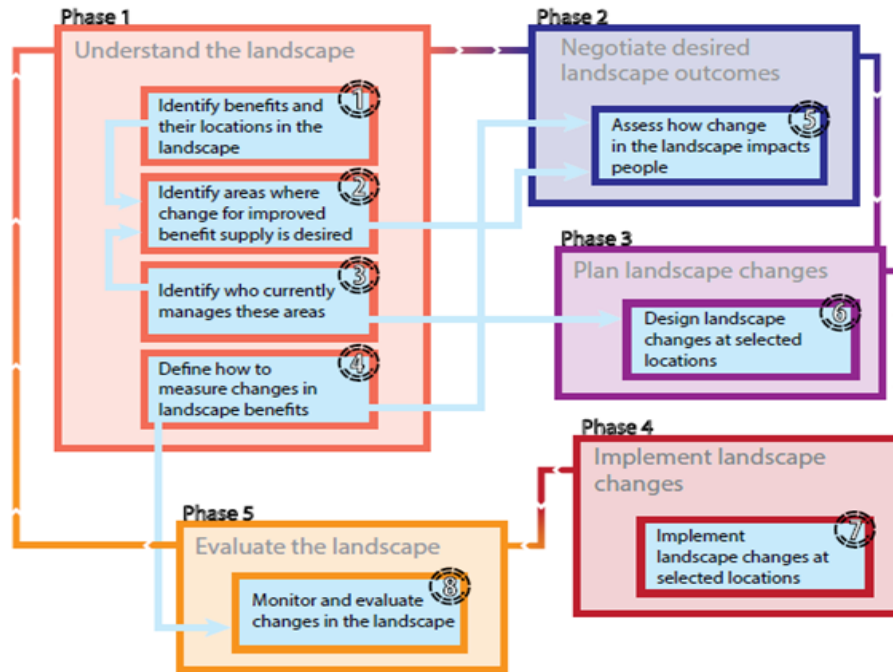 Phase 1
Understand the landscape
1
Identify benefits and
their locations in the
landscape
2
Identify areas where
change for improved
benefit supply is desired
3
Identify who currently
manages these areas
4
Define how to
measure changes in
landscape benefits
Phase 2
Negotiate desired
landscape outcomes
5
Assess how change
in the landscape impacts
people
Phase 3
Plan landscape changes
6
Design landscape
changes at selected
locations
Phase 4
Implement landscape
changes
7
Implement
landscape changes at
selected locations
Phase 5
Evaluate the landscape
8
Monitor and evaluate
changes in the landscape